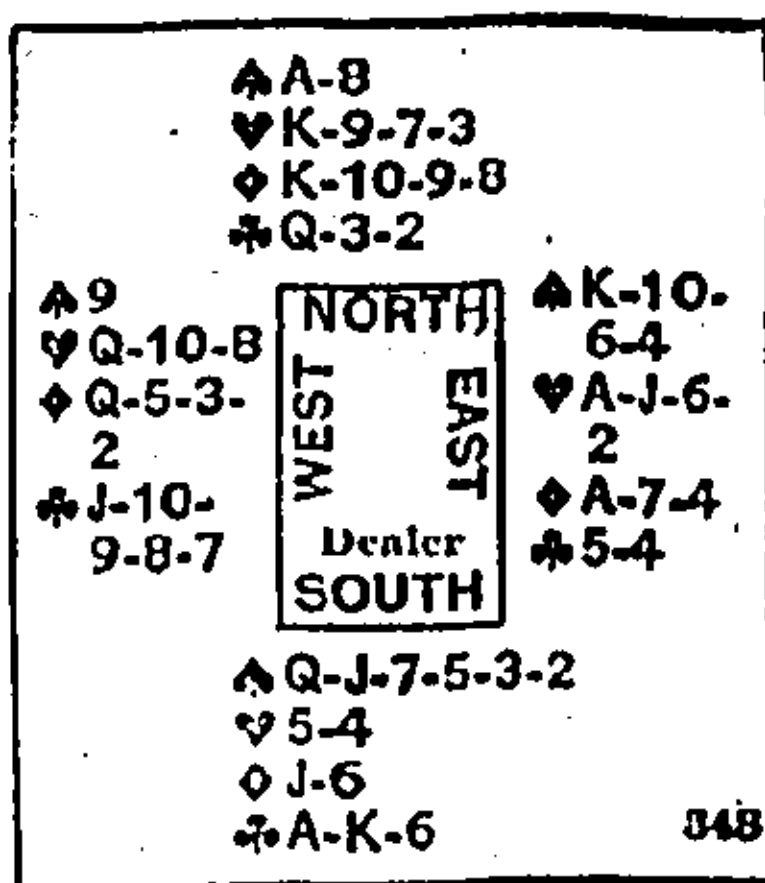 ♠ A-8
♥ K-9-7-3
♦ K-10-9-8
♣ Q-3-2
♠ 9
♥ Q-10-8
♦ Q-5-3-
2
♣ J-10-
9-8-7
NORTH
WEST
EAST
Dealer
SOUTH
♠ K-10-
6-4
♥ A-J-6-
2
♦ A-7-4
♣ 5-4
♠ Q-J-7-5-3-2
♥ 5-4
♦ J-6
♣ A-K-6
348